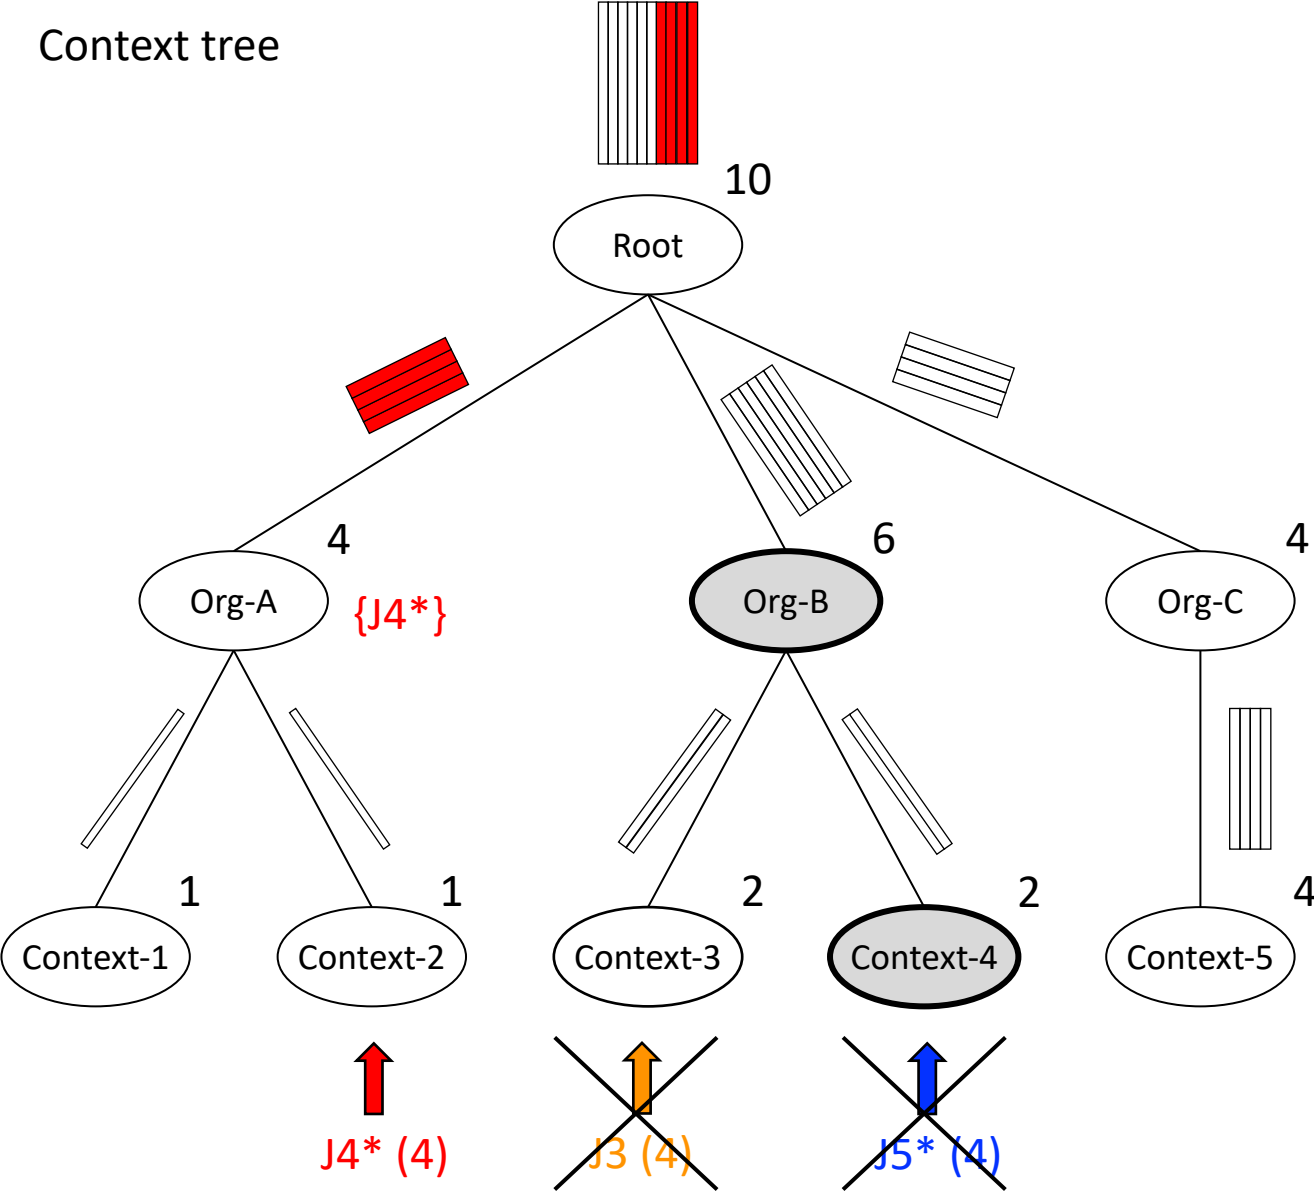 Context tree
10
Root
4
6
4
Org-A
{J4*}
Org-B
Org-C
1
1
2
2
4
Context-1
Context-2
Context-3
Context-4
Context-5
J4* (4)
J3 (4)
J5* (4)